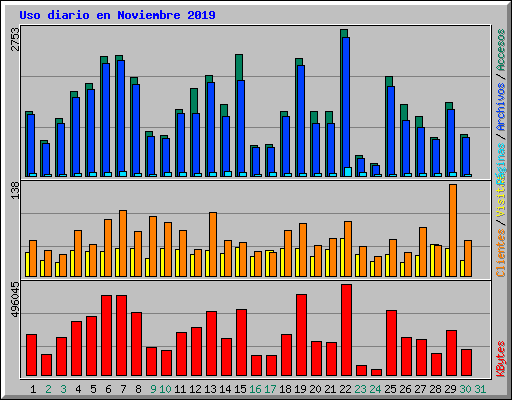 Uso diario en Noviembre 2019
2753
138
496045
Accesos / Archivos / Páginas
Clientes / Visitas
KBytes
1 2 3 4 5 6 7 8 9 10 11 12 13 14 15 16 17 18 19 20 21 22 23 24 25 26 27 28 29 30 31